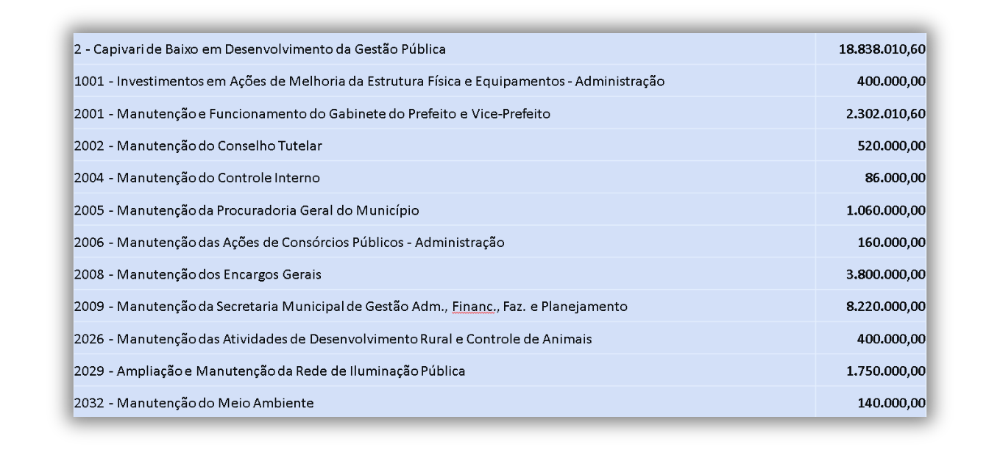 2 - Capivari de Baixo em Desenvolvimento da Gestão Pública 18.838.010,60
1001 - Investimentos em Ações de Melhoria da Estrutura Física e Equipamentos - Administração 400.000,00
2001 - Manutenção e Funcionamento do Gabinete do Prefeito e Vice-Prefeito 2.302.010,60
2002 - Manutenção do Conselho Tutelar 520.000,00
2004 - Manutenção do Controle Interno 86.000,00
2005 - Manutenção da Procuradoria Geral do Município 1.060.000,00
2006 - Manutenção das Ações de Consórcios Públicos - Administração 160.000,00
2008 - Manutenção dos Encargos Gerais 3.800.000,00
2009 - Manutenção da Secretaria Municipal de Gestão Adm., Financ., Faz. e Planejamento 8.220.000,00
2026 - Manutenção das Atividades de Desenvolvimento Rural e Controle de Animais 400.000,00
2029 - Ampliação e Manutenção da Rede de Iluminação Pública 1.750.000,00
2032 - Manutenção do Meio Ambiente 140.000,00